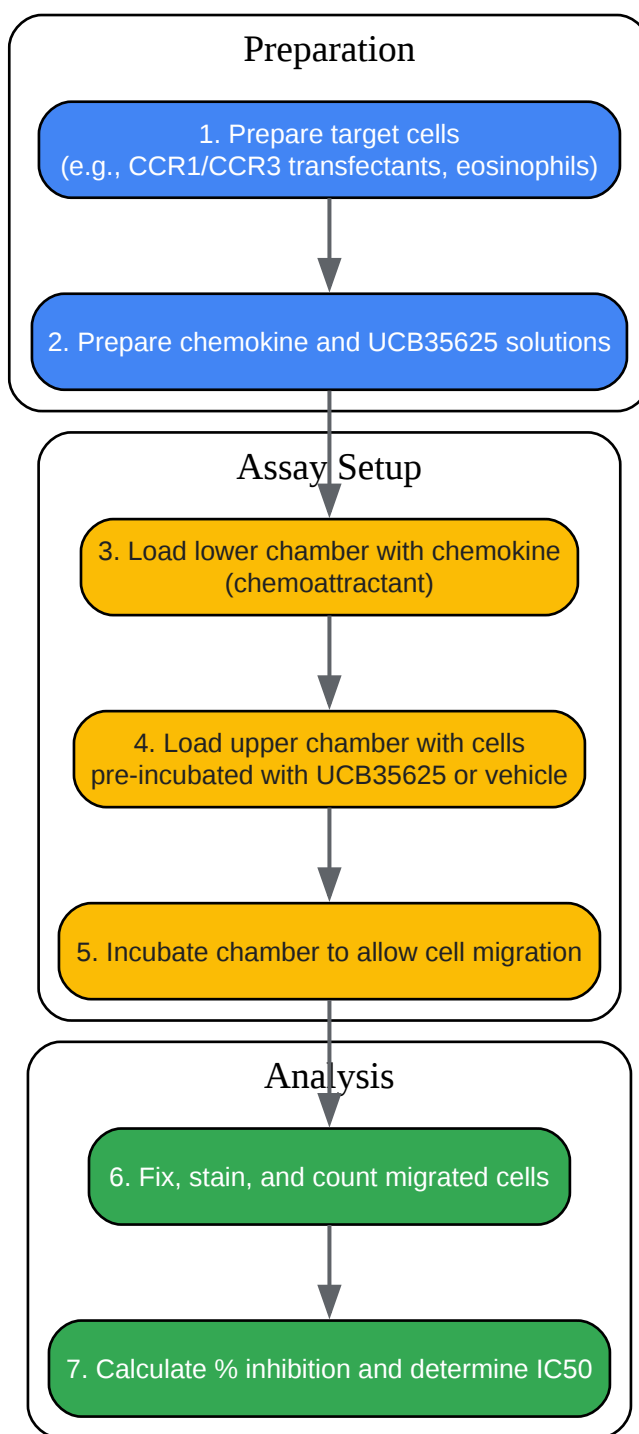 Preparation
1. Prepare target cells
(e.g., CCR1/CCR3 transfectants, eosinophils)
2. Prepare chemokine and UCB35625 solutions
Assay Setup
3. Load lower chamber with chemokine
(chemoattractant)
4. Load upper chamber with cells
pre-incubated with UCB35625 or vehicle
5. Incubate chamber to allow cell migration
Analysis
6. Fix, stain, and count migrated cells
7. Calculate % inhibition and determine IC50